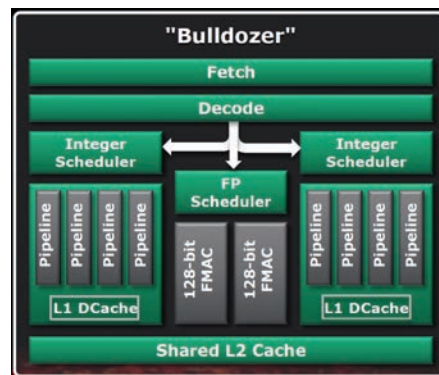 "Bulldozer"
Fetch
Decode
Integer
Scheduler
Integer
Scheduler
FP
Scheduler
Pipeline
Pipeline
Pipeline
Pipeline
L1 DCache
128-bit
FMAC
128-bit
FMAC
Pipeline
Pipeline
Pipeline
Pipeline
L1 DCache
Shared L2 Cache